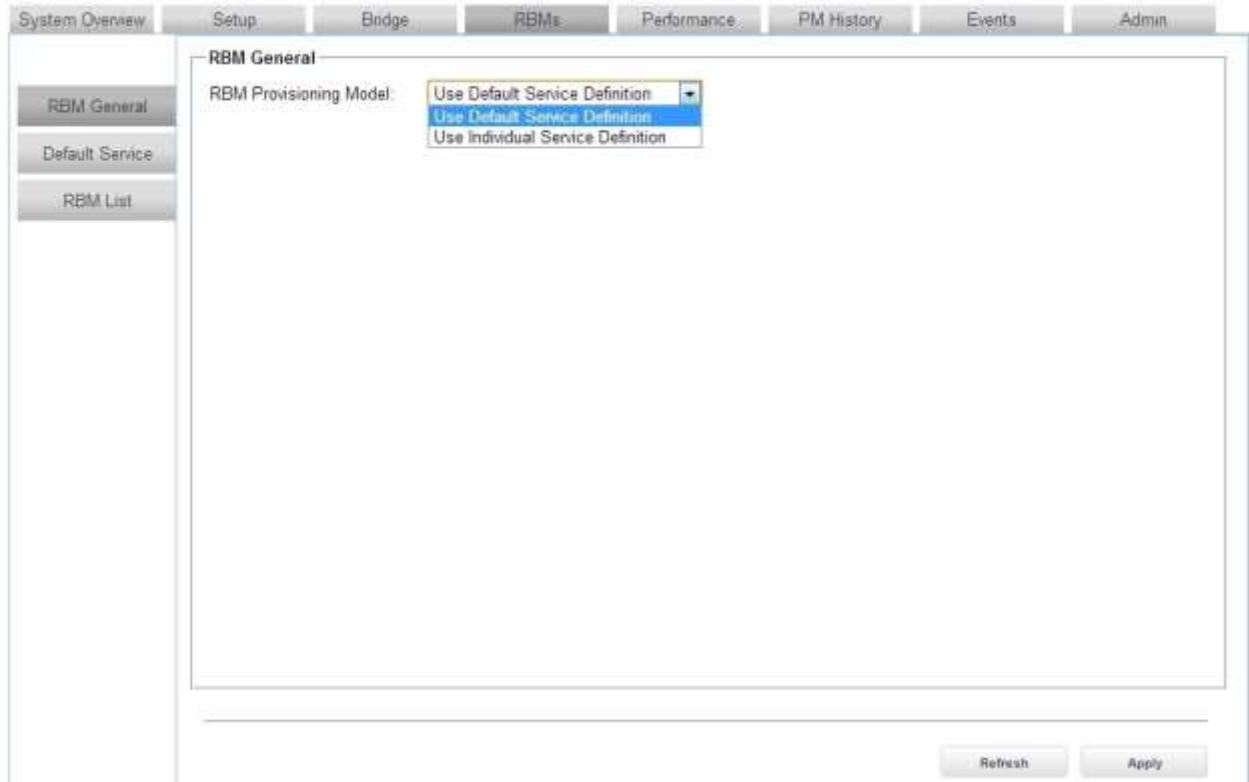 System Overview Setup Bridge RBMs Performance PM History Events Admin
RBM General
RBM General
Default Service
RBM List
RBM Provisioning Model: Use Default Service Definition
Use Default Service Definition
Use Individual Service Definition
Refresh Apply